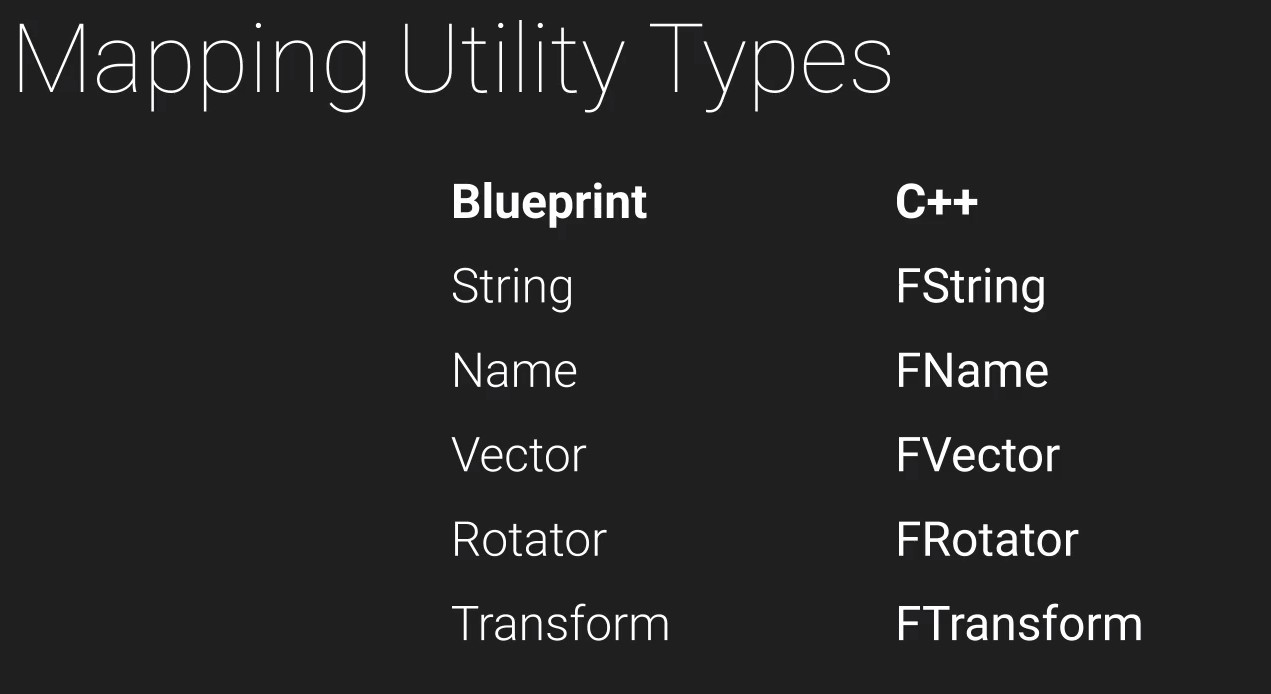 Mapping Utility Types
Blueprint C++
String FString
Name FName
Vector FVector
Rotator FRotator
Transform FTransform